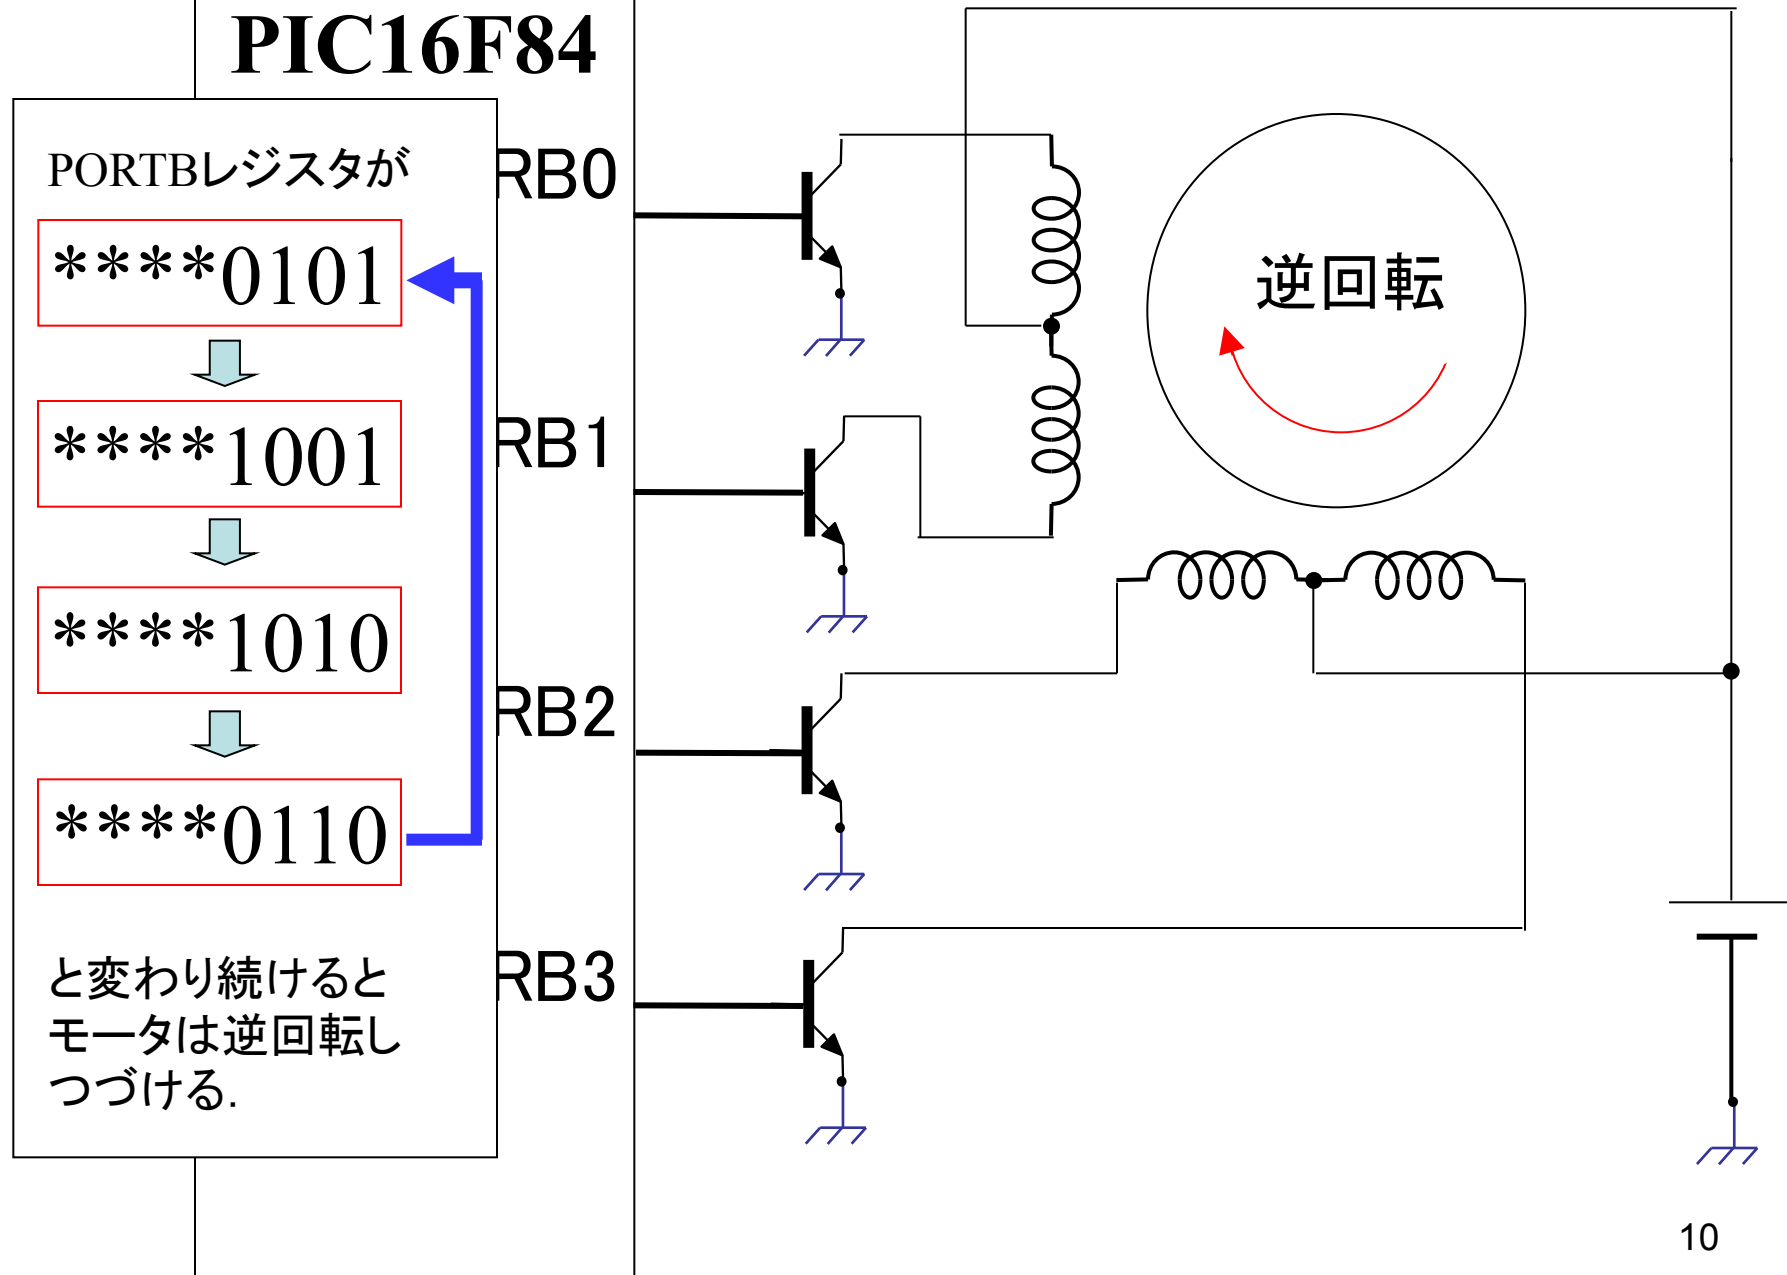 PIC16F84
PORTBレジスタが
****0101
****1001
****1010
****0110
と変わり続けると
モータは逆回転し
つづける.
RB0
RB1
RB2
RB3
逆回転
10